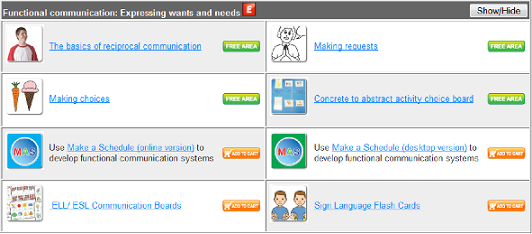 Functional communication: Expressing wants and needs E Show/Hide
The basics of reciprocal communication FREE AREA
Making requests FREE AREA
Making choices FREE AREA
Concrete to abstract activity choice board FREE AREA
MAS Use Make a Schedule (online version) to
develop functional communication systems ADD TO CART
MAS Use Make a Schedule (desktop version) to
develop functional communication systems ADD TO CART
ELL/ ESL Communication Boards ADD TO CART
Sign Language Flash Cards ADD TO CART